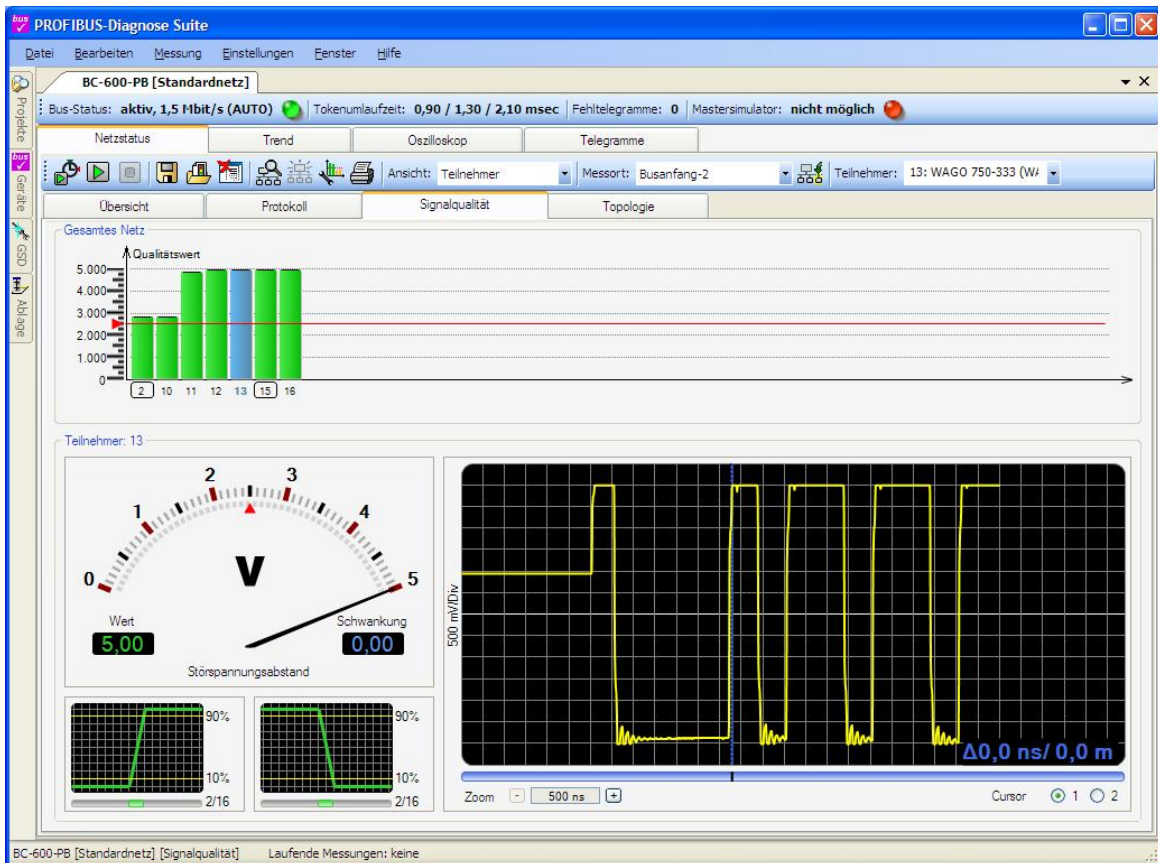 bus PROFIBUS-Diagnose Suite
Datei Bearbeiten Messung Einstellungen Fenster Hilfe
BC-600-PB [Standardnetz]
Bus-Status: aktiv, 1,5 Mbit/s (AUTO) Tokenumlaufzeit: 0,90 / 1,30 / 2,10 msec Fehltelegramme: 0 Mastersimulator: nicht möglich
Projekte
bus Geräte
GSD
Ablage
Netzstatus Trend Oszilloskop Telegramme
Ansicht: Teilnehmer Messort: Busanfang-2 Teilnehmer: 13: WAGO 750-333 (W
Übersicht Protokoll Signalqualität Topologie
Gesamtes Netz
Qualitätswert
5.000
4.000
3.000
2.000
1.000
0
2 10 11 12 13 15 16
Teilnehmer: 13
0 1 2 3 4 5
V
Wert Schwankung
5,00 0,00
Störspannungsabstand
90% 90%
10% 10%
2/16 2/16
500 mV/Div
Δ0,0 ns/ 0,0 m
Zoom - 500 ns + Cursor 1 2
BC-600-PB [Standardnetz] [Signalqualität] Laufende Messungen: keine